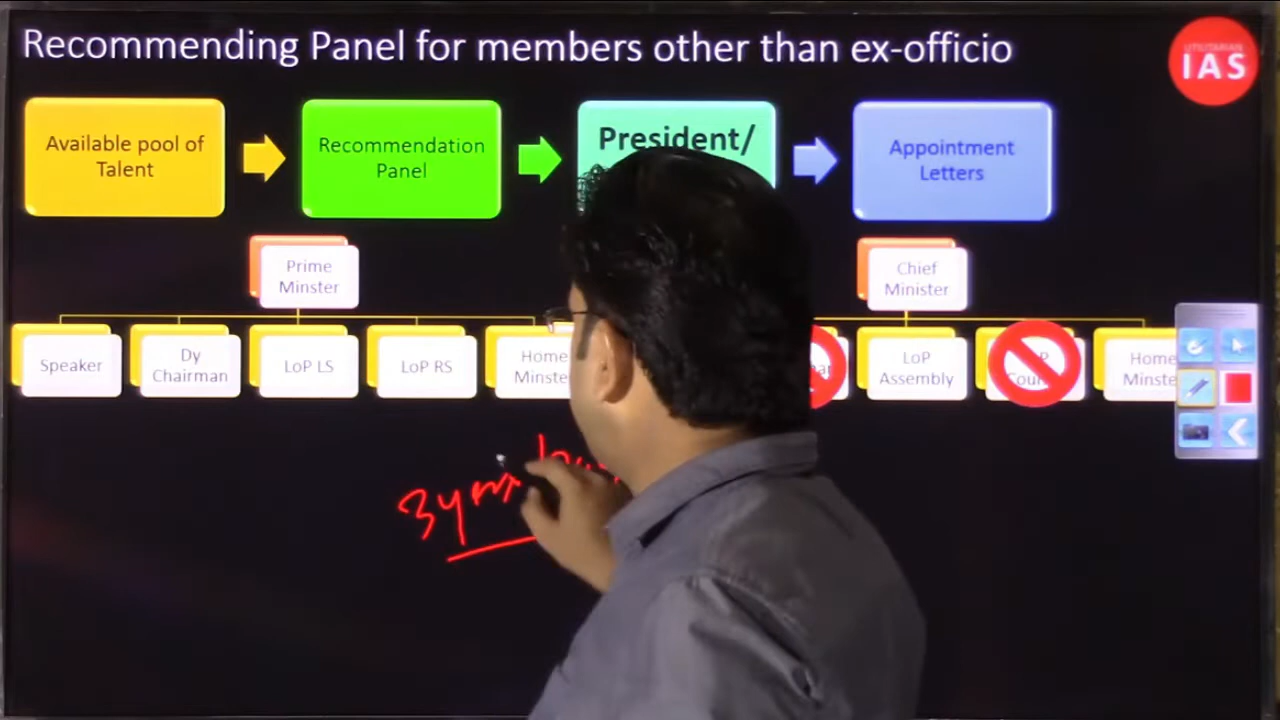 Recommending Panel for members other than ex-officio
UTILITARIAN
IAS
Available pool of
Talent
Recommendation
Panel
President/
Appointment
Letters
Prime
Minster
Chief
Minister
Speaker
Dy
Chairman
LoP LS
LoP RS
Home
Minste
LoP
Assembly
Home
Minste